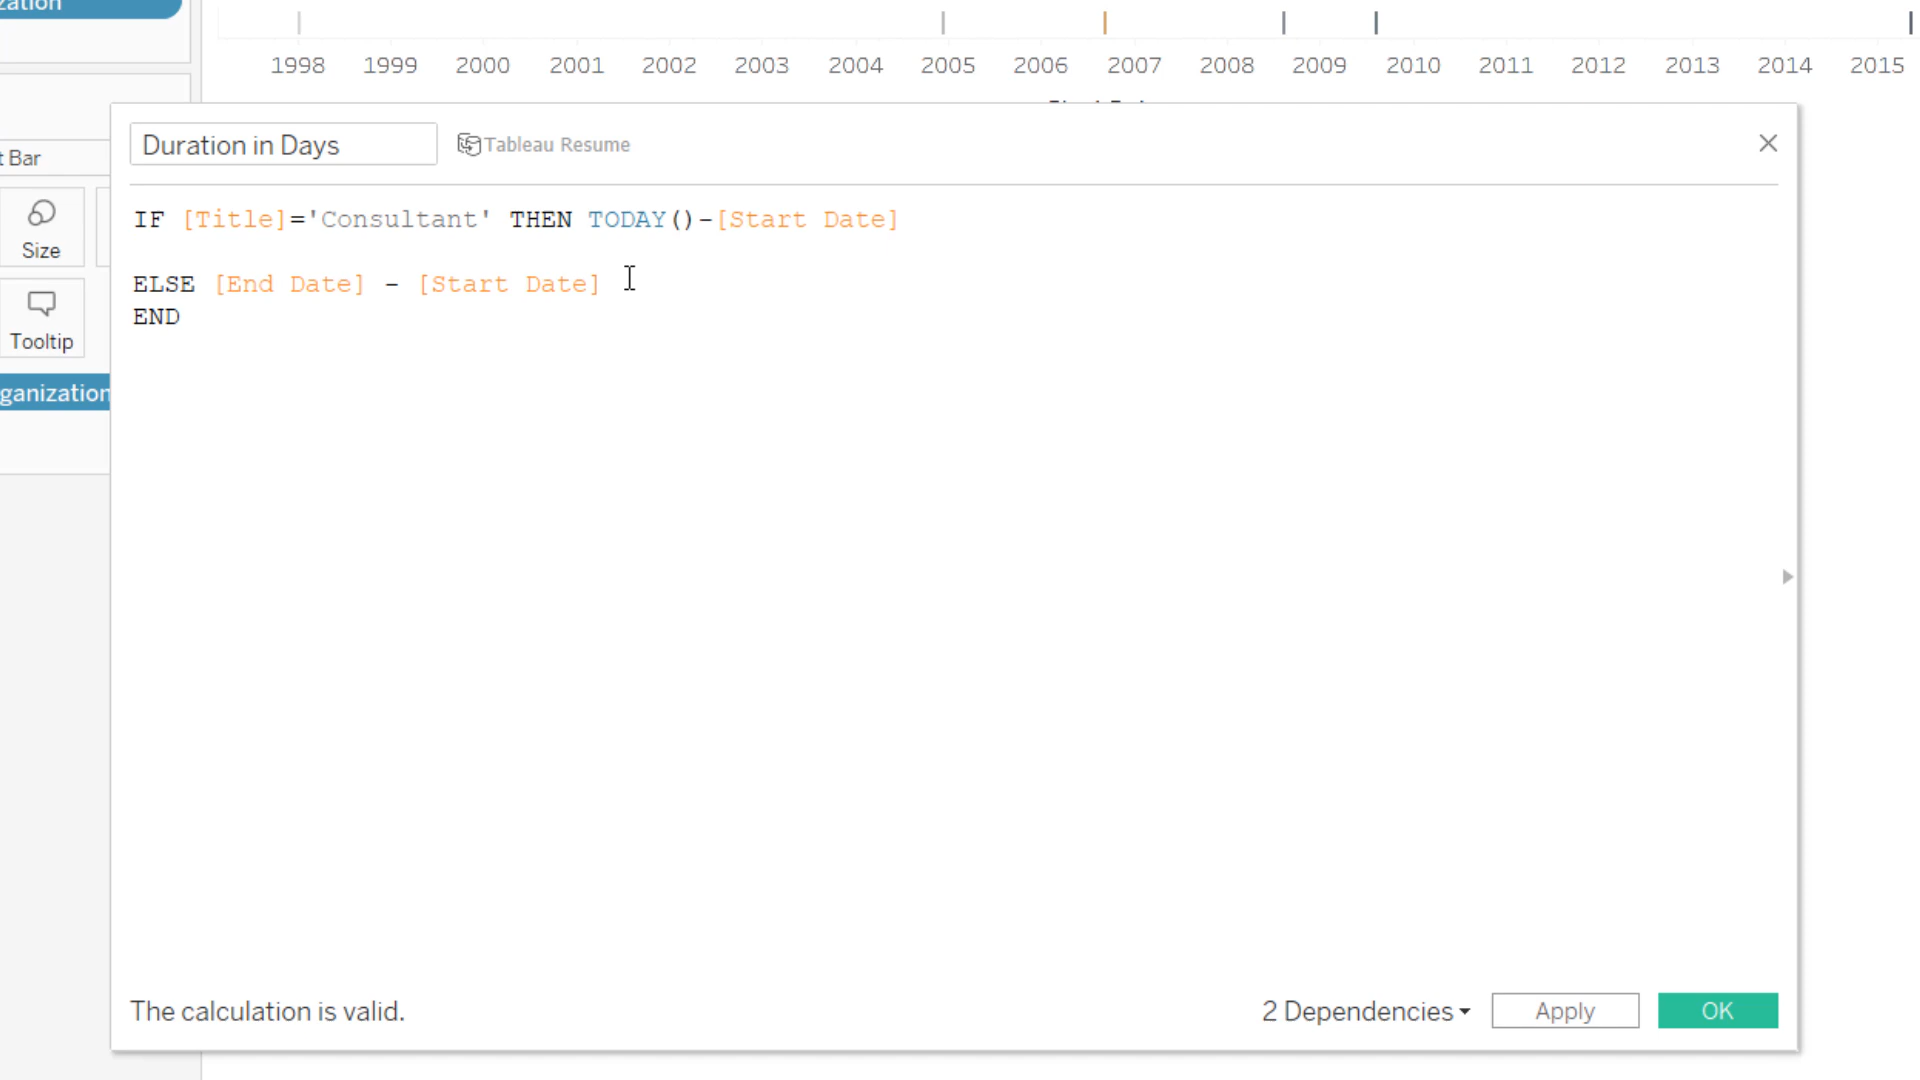 zation
1998 1999 2000 2001 2002 2003 2004 2005 2006 2007 2008 2009 2010 2011 2012 2013 2014 2015
Duration in Days Tableau Resume
t Bar
IF [Title]='Consultant' THEN TODAY()-[Start Date]
Size
ELSE [End Date] - [Start Date]
END
Tooltip
ganization
The calculation is valid. 2 Dependencies Apply OK